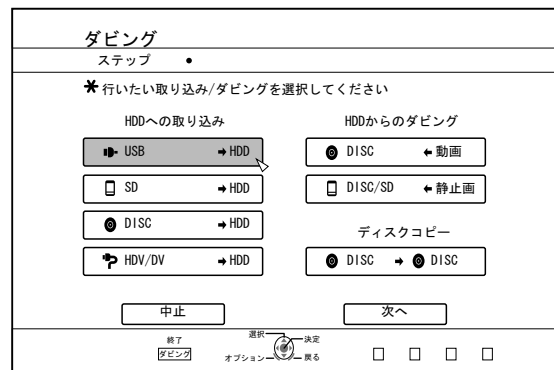 ダビング
ステップ
行いたい取り込み/ダビングを選択してください
HDDへの取り込み
USB → HDD
SD → HDD
DISC → HDD
HDV/DV → HDD
HDDからのダビング
DISC ← 動画
DISC/SD ← 静止画
ディスクコピー
DISC → DISC
中止
次へ
終了
ダビング
選択
決定
オプション
戻る